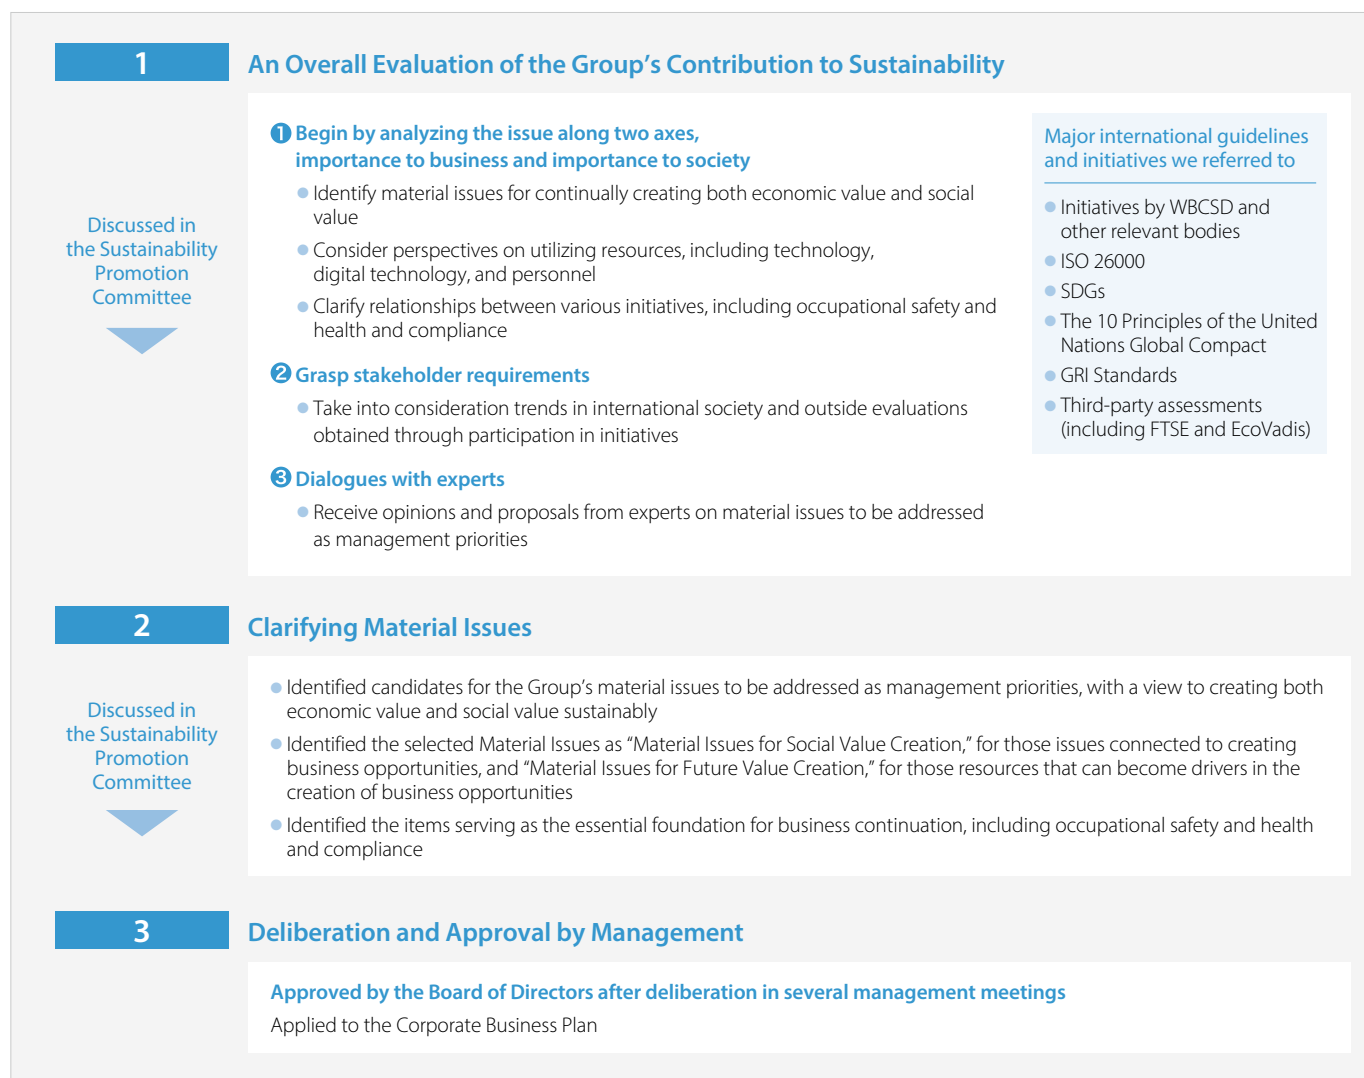 1
An Overall Evaluation of the Group’s Contribution to Sustainability
Discussed in
the Sustainability
Promotion
Committee
❶ Begin by analyzing the issue along two axes,
importance to business and importance to society
● Identify material issues for continually creating both economic value and social
value
● Consider perspectives on utilizing resources, including technology,
digital technology, and personnel
● Clarify relationships between various initiatives, including occupational safety and
health and compliance
❷ Grasp stakeholder requirements
● Take into consideration trends in international society and outside evaluations
obtained through participation in initiatives
❸ Dialogues with experts
● Receive opinions and proposals from experts on material issues to be addressed
as management priorities
Major international guidelines
and initiatives we referred to
● Initiatives by WBCSD and
other relevant bodies
● ISO 26000
● SDGs
● The 10 Principles of the United
Nations Global Compact
● GRI Standards
● Third-party assessments
(including FTSE and EcoVadis)
2
Clarifying Material Issues
Discussed in
the Sustainability
Promotion
Committee
● Identified candidates for the Group’s material issues to be addressed as management priorities, with a view to creating both
economic value and social value sustainably
● Identified the selected Material Issues as “Material Issues for Social Value Creation,” for those issues connected to creating
business opportunities, and “Material Issues for Future Value Creation,” for those resources that can become drivers in the
creation of business opportunities
● Identified the items serving as the essential foundation for business continuation, including occupational safety and health
and compliance
3
Deliberation and Approval by Management
Approved by the Board of Directors after deliberation in several management meetings
Applied to the Corporate Business Plan